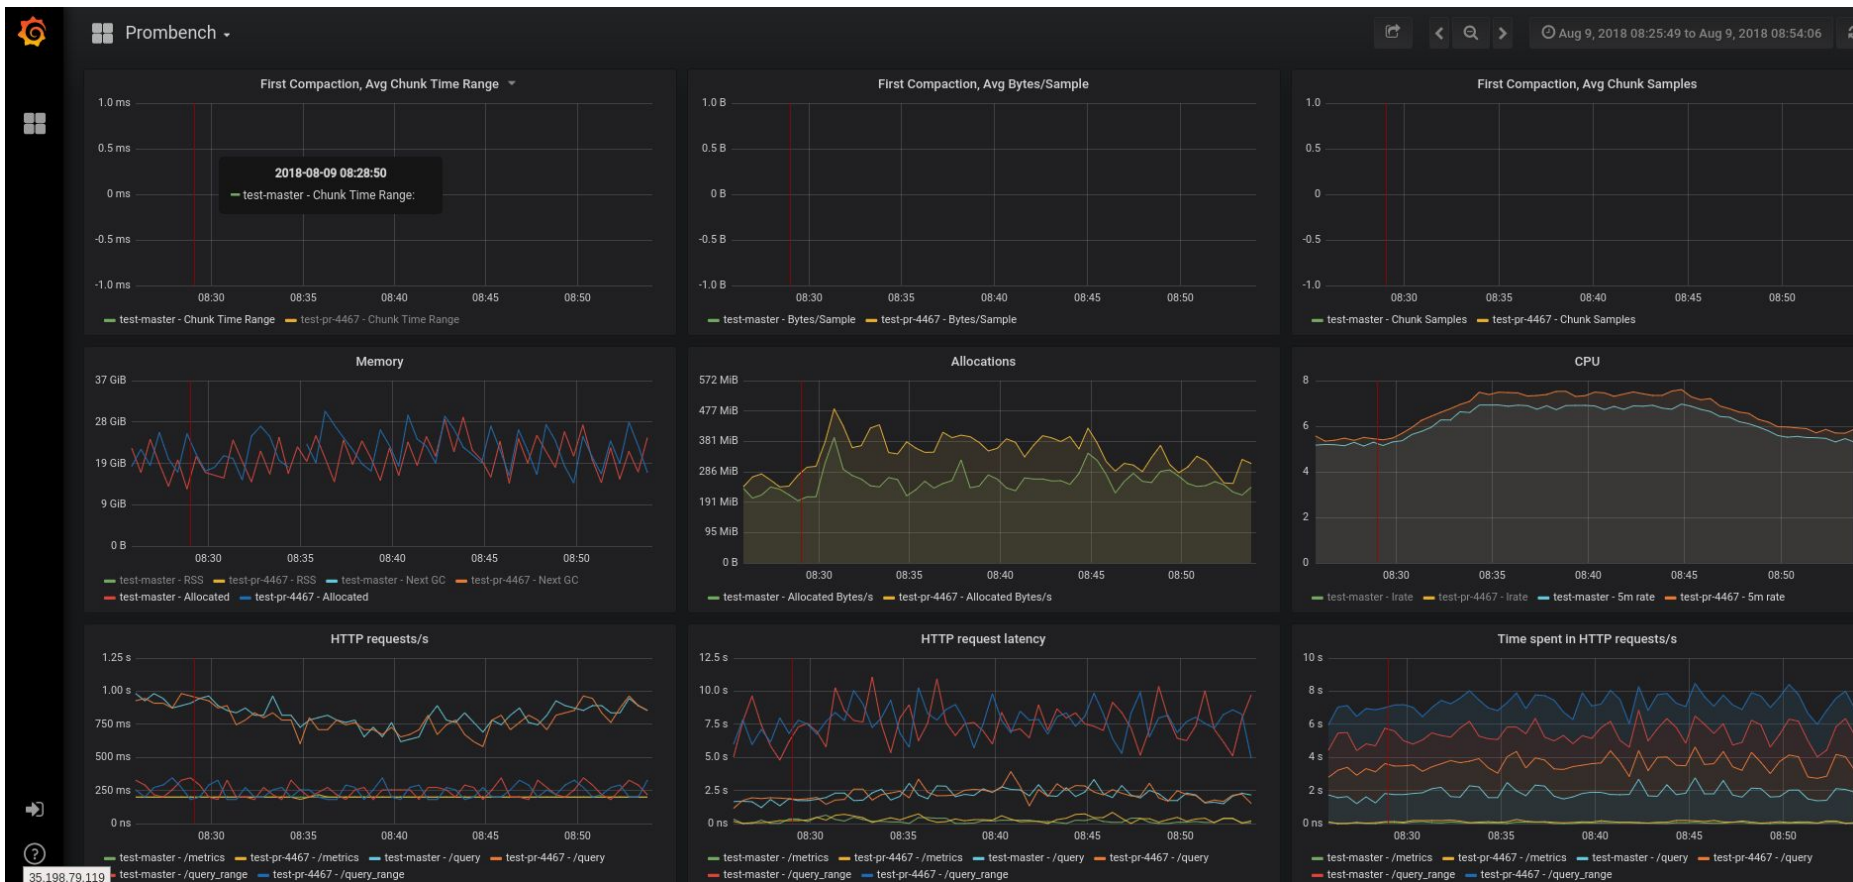 Prombench
Aug 9, 2018 08:25:49 to Aug 9, 2018 08:54:06
First Compaction, Avg Chunk Time Range
1.0 ms
0.5 ms
0 ms
-0.5 ms
-1.0 ms
2018-08-09 08:28:50
test-master - Chunk Time Range:
08:30 08:35 08:40 08:45 08:50
test-master - Chunk Time Range test-pr-4467 - Chunk Time Range
First Compaction, Avg Bytes/Sample
1.0 B
0.5 B
0 B
-0.5 B
-1.0 B
08:30 08:35 08:40 08:45 08:50
test-master - Bytes/Sample test-pr-4467 - Bytes/Sample
First Compaction, Avg Chunk Samples
1.0
0.5
0
-0.5
-1.0
08:30 08:35 08:40 08:45 08:50
test-master - Chunk Samples test-pr-4467 - Chunk Samples
Memory
37 GiB
28 GiB
19 GiB
9 GiB
0 B
08:30 08:35 08:40 08:45 08:50
test-master - RSS test-pr-4467 - RSS test-master - Next GC test-pr-4467 - Next GC
test-master - Allocated test-pr-4467 - Allocated
Allocations
572 MiB
477 MiB
381 MiB
286 MiB
191 MiB
95 MiB
0 B
08:30 08:35 08:40 08:45 08:50
test-master - Allocated Bytes/s test-pr-4467 - Allocated Bytes/s
CPU
8
6
4
2
0
08:30 08:35 08:40 08:45 08:50
test-master - Irate test-pr-4467 - Irate test-master - 5m rate test-pr-4467 - 5m rate
HTTP requests/s
1.25 s
1.00 s
750 ms
500 ms
250 ms
0 ns
08:30 08:35 08:40 08:45 08:50
test-master - /metrics test-pr-4467 - /metrics test-master - /query test-pr-4467 - /query
test-master - /query_range test-pr-4467 - /query_range
HTTP request latency
12.5 s
10.0 s
7.5 s
5.0 s
2.5 s
0 ns
08:30 08:35 08:40 08:45 08:50
test-master - /metrics test-pr-4467 - /metrics test-master - /query test-pr-4467 - /query
test-master - /query_range test-pr-4467 - /query_range
Time spent in HTTP requests/s
10 s
8 s
6 s
4 s
2 s
0 ns
08:30 08:35 08:40 08:45 08:50
test-master - /metrics test-pr-4467 - /metrics test-master - /query test-pr-4467 - /query
test-master - /query_range test-pr-4467 - /query_range
35.198.79.119